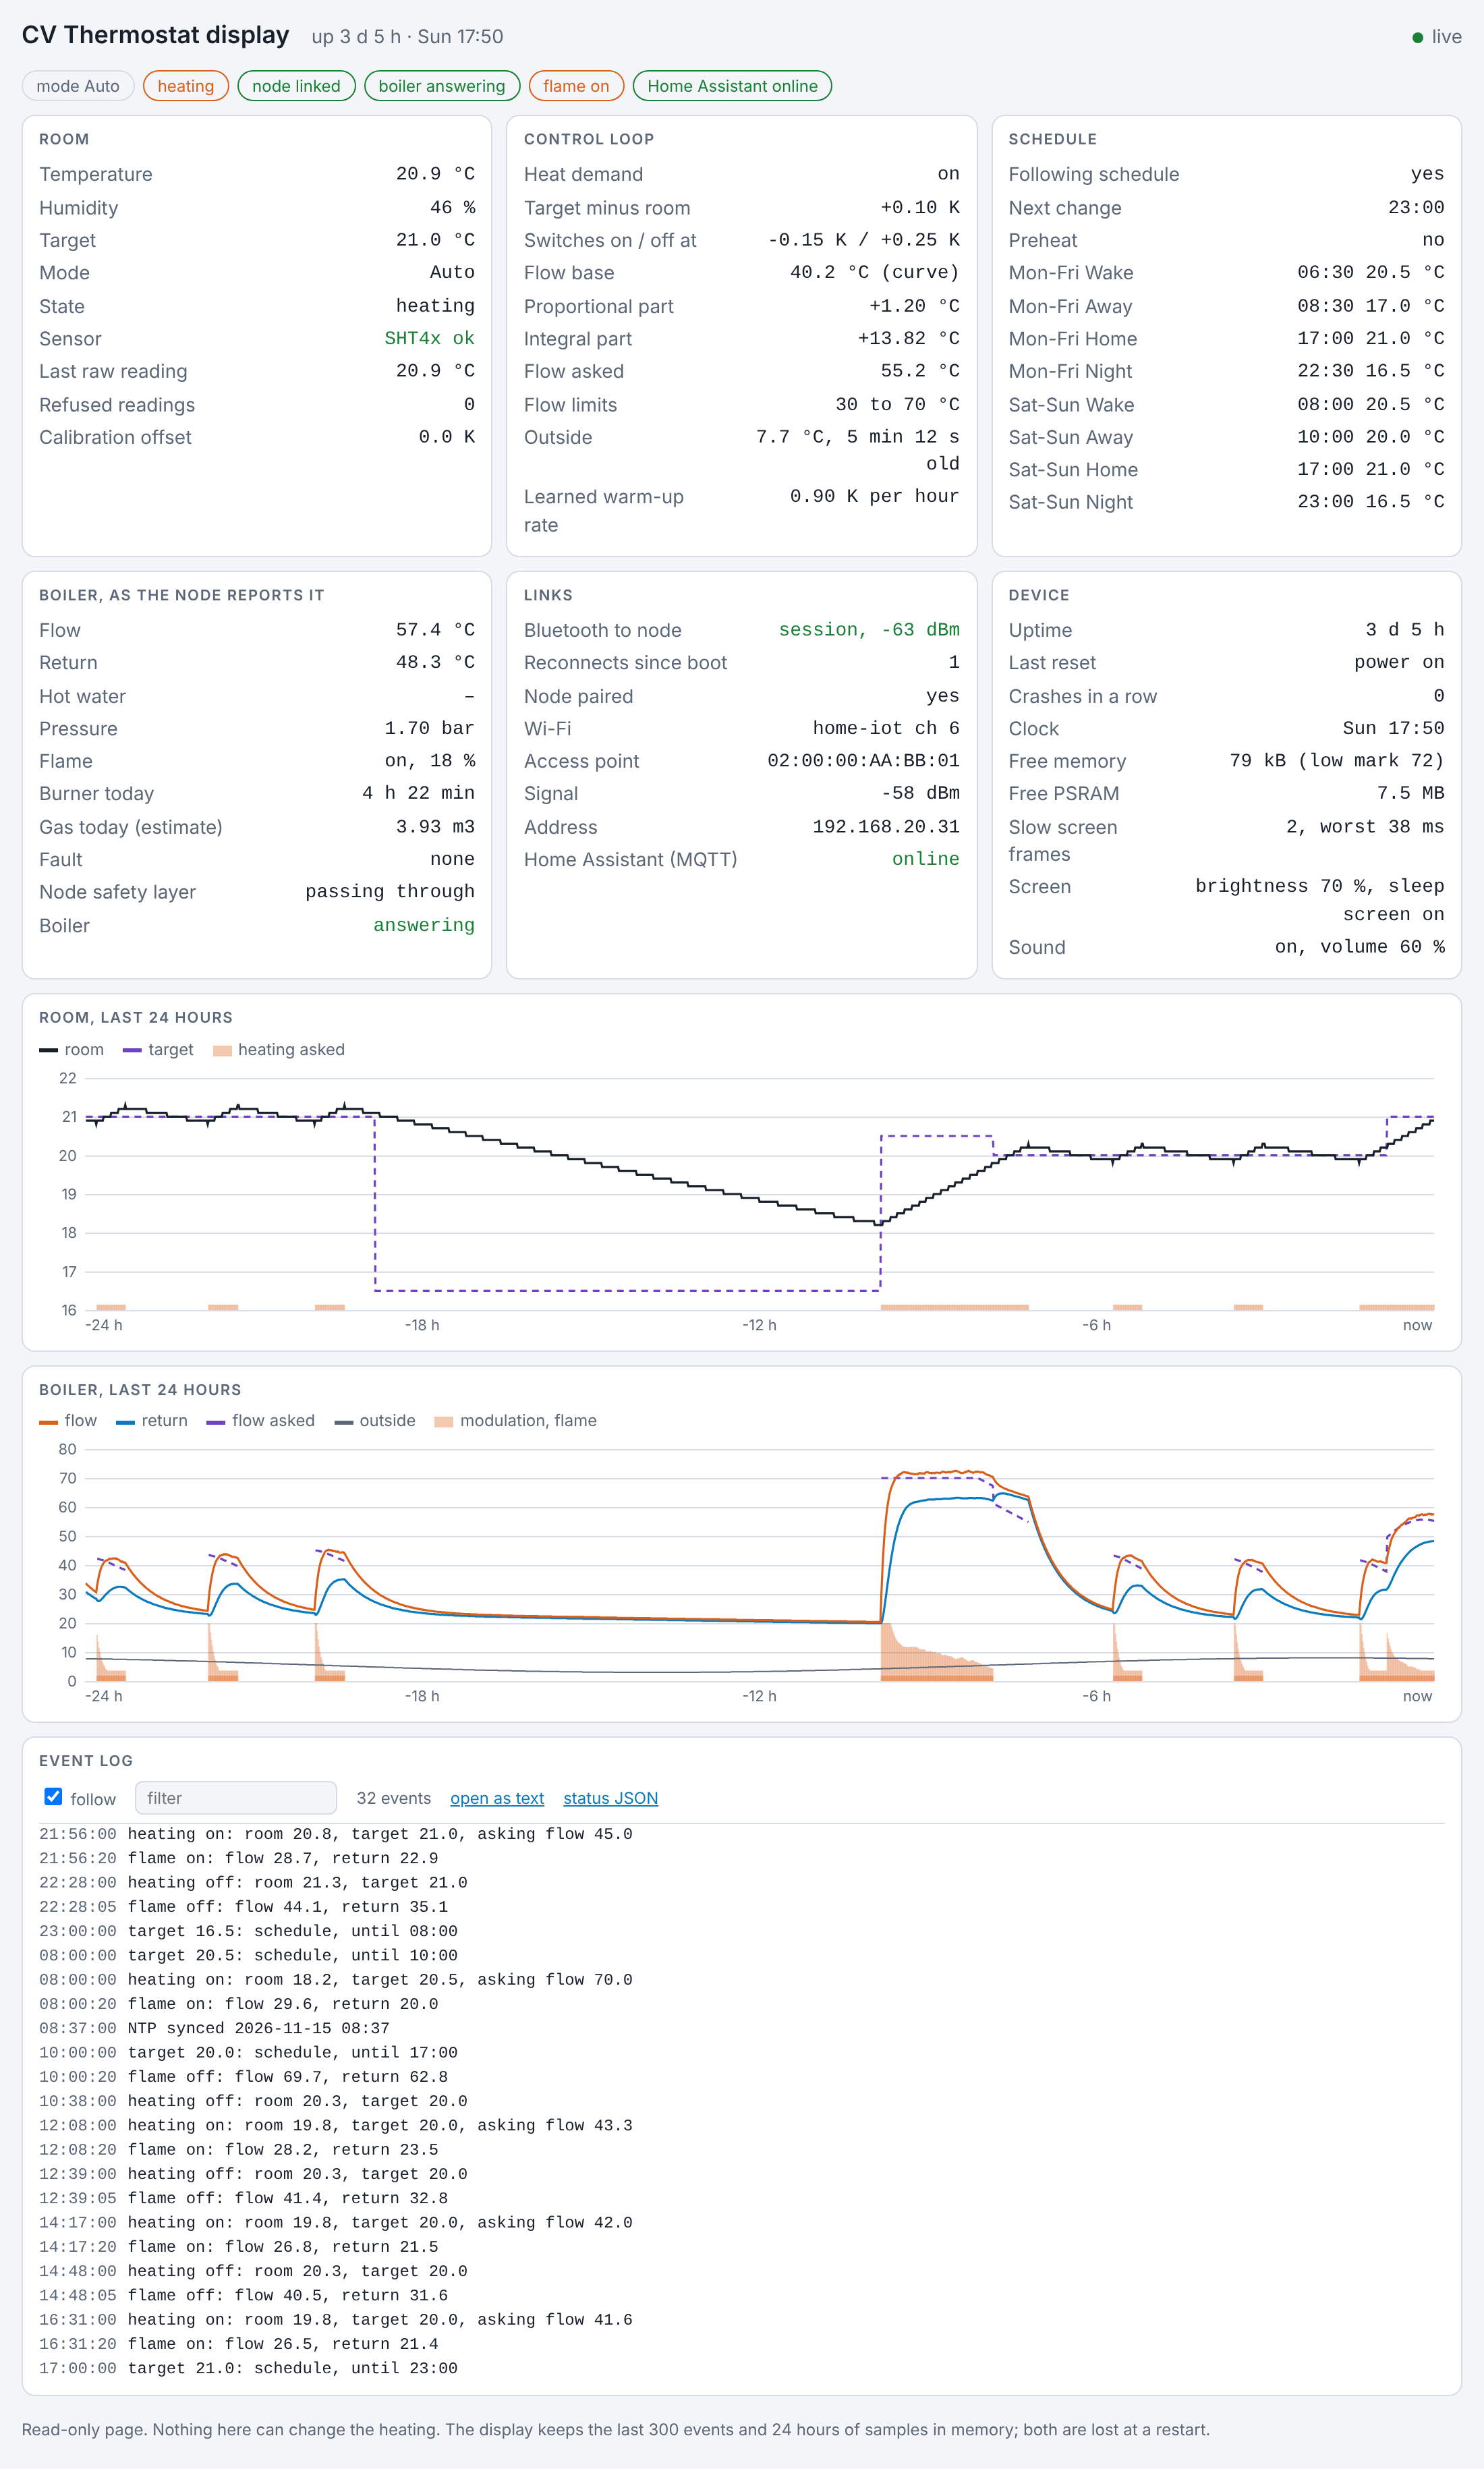 CV Thermostat display up 3 d 5 h · Sun 17:50
live
mode Auto
heating
node linked
boiler answering
flame on
Home Assistant online
ROOM
Temperature 20.9 °C
Humidity 46 %
Target 21.0 °C
Mode Auto
State heating
Sensor SHT4x ok
Last raw reading 20.9 °C
Refused readings 0
Calibration offset 0.0 K
CONTROL LOOP
Heat demand on
Target minus room +0.10 K
Switches on / off at -0.15 K / +0.25 K
Flow base 40.2 °C (curve)
Proportional part +1.20 °C
Integral part +13.82 °C
Flow asked 55.2 °C
Flow limits 30 to 70 °C
Outside 7.7 °C, 5 min 12 s
old
Learned warm-up 0.90 K per hour
rate
SCHEDULE
Following schedule yes
Next change 23:00
Preheat no
Mon-Fri Wake 06:30 20.5 °C
Mon-Fri Away 08:30 17.0 °C
Mon-Fri Home 17:00 21.0 °C
Mon-Fri Night 22:30 16.5 °C
Sat-Sun Wake 08:00 20.5 °C
Sat-Sun Away 10:00 20.0 °C
Sat-Sun Home 17:00 21.0 °C
Sat-Sun Night 23:00 16.5 °C
BOILER, AS THE NODE REPORTS IT
Flow 57.4 °C
Return 48.3 °C
Hot water –
Pressure 1.70 bar
Flame on, 18 %
Burner today 4 h 22 min
Gas today (estimate) 3.93 m3
Fault none
Node safety layer passing through
Boiler answering
LINKS
Bluetooth to node session, -63 dBm
Reconnects since boot 1
Node paired yes
Wi-Fi home-iot ch 6
Access point 02:00:00:AA:BB:01
Signal -58 dBm
Address 192.168.20.31
Home Assistant (MQTT) online
DEVICE
Uptime 3 d 5 h
Last reset power on
Crashes in a row 0
Clock Sun 17:50
Free memory 79 kB (low mark 72)
Free PSRAM 7.5 MB
Slow screen 2, worst 38 ms
frames
Screen brightness 70 %, sleep
screen on
Sound on, volume 60 %
ROOM, LAST 24 HOURS
room target heating asked
22
21
20
19
18
17
16
-24 h -18 h -12 h -6 h now
BOILER, LAST 24 HOURS
flow return flow asked outside modulation, flame
80
70
60
50
40
30
20
10
0
-24 h -18 h -12 h -6 h now
EVENT LOG
follow filter 32 events open as text status JSON
21:56:00 heating on: room 20.8, target 21.0, asking flow 45.0
21:56:20 flame on: flow 28.7, return 22.9
22:28:00 heating off: room 21.3, target 21.0
22:28:05 flame off: flow 44.1, return 35.1
23:00:00 target 16.5: schedule, until 08:00
08:00:00 target 20.5: schedule, until 10:00
08:00:00 heating on: room 18.2, target 20.5, asking flow 70.0
08:00:20 flame on: flow 29.6, return 20.0
08:37:00 NTP synced 2026-11-15 08:37
10:00:00 target 20.0: schedule, until 17:00
10:00:20 flame off: flow 69.7, return 62.8
10:38:00 heating off: room 20.3, target 20.0
12:08:00 heating on: room 19.8, target 20.0, asking flow 43.3
12:08:20 flame on: flow 28.2, return 23.5
12:39:00 heating off: room 20.3, target 20.0
12:39:05 flame off: flow 41.4, return 32.8
14:17:00 heating on: room 19.8, target 20.0, asking flow 42.0
14:17:20 flame on: flow 26.8, return 21.5
14:48:00 heating off: room 20.3, target 20.0
14:48:05 flame off: flow 40.5, return 31.6
16:31:00 heating on: room 19.8, target 20.0, asking flow 41.6
16:31:20 flame on: flow 26.5, return 21.4
17:00:00 target 21.0: schedule, until 23:00
Read-only page. Nothing here can change the heating. The display keeps the last 300 events and 24 hours of samples in memory; both are lost at a restart.